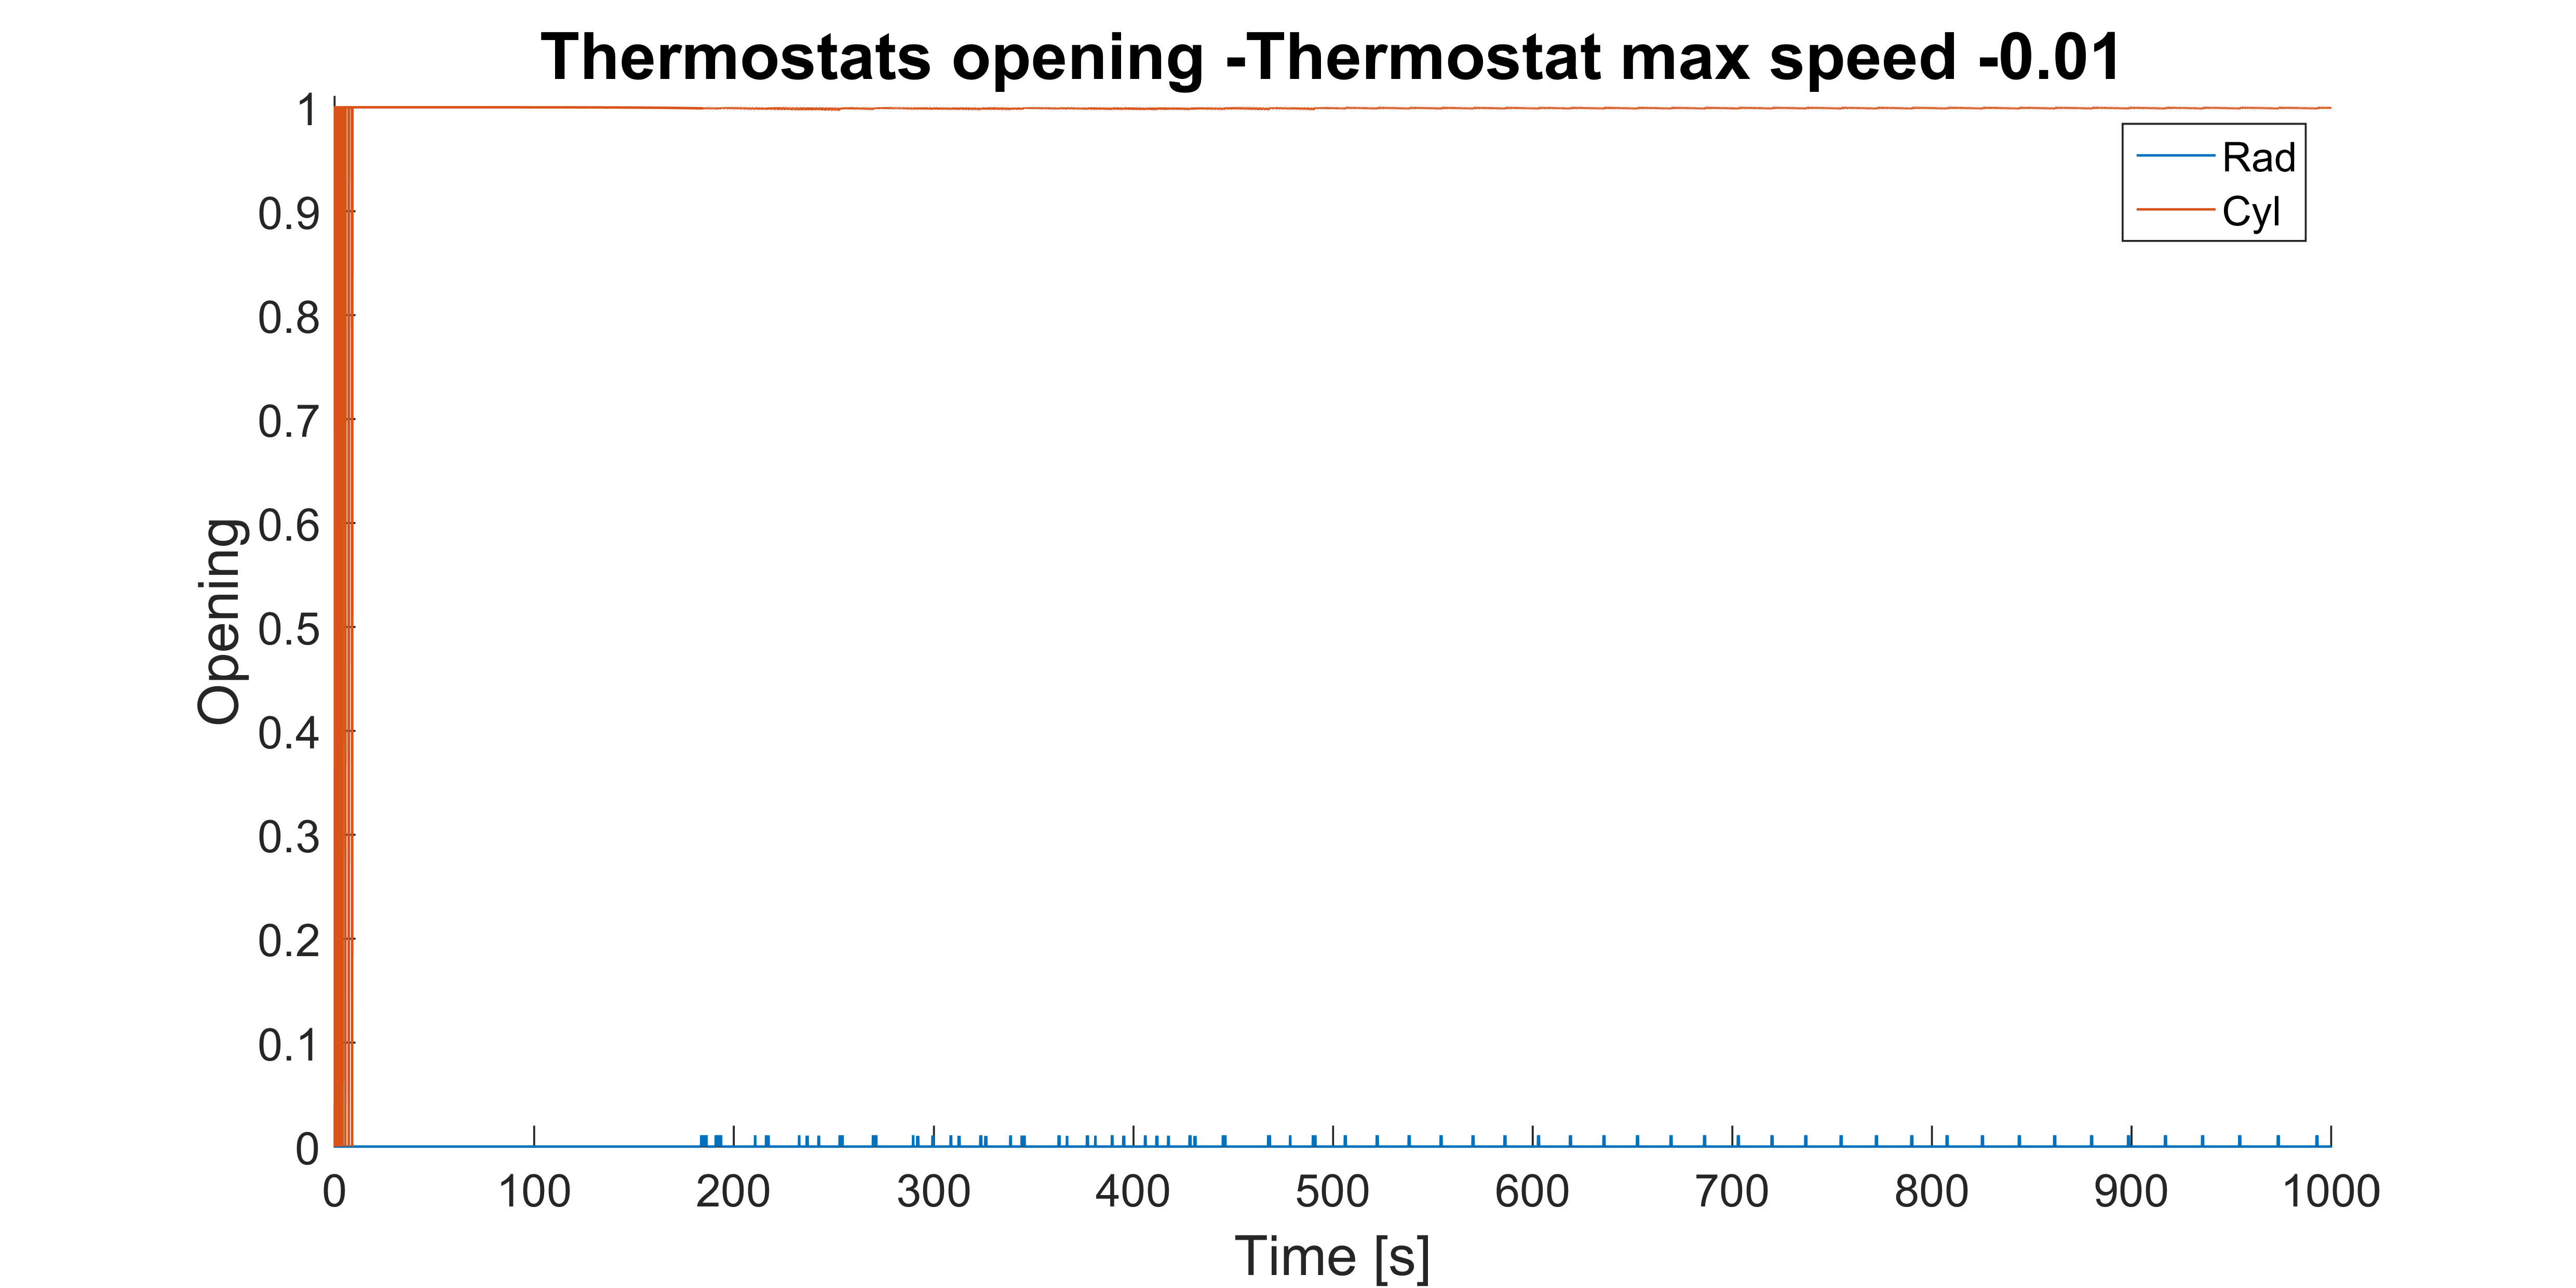 Thermostats opening -Thermostat max speed -0.01
1
0.9
0.8
0.7
0.6
0.5
0.4
0.3
0.2
0.1
0
Opening
Rad
Cyl
0 100 200 300 400 500 600 700 800 900 1000
Time [s]